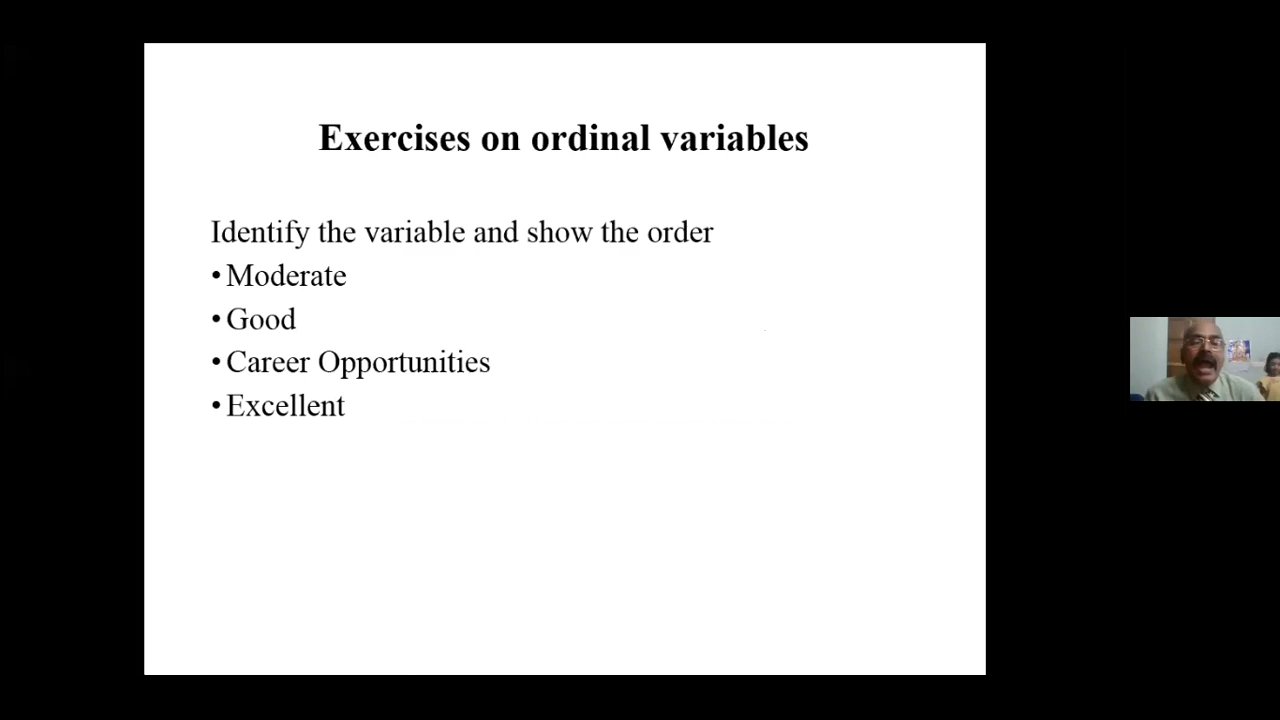 Exercises on ordinal variables
Identify the variable and show the order
•Moderate
•Good
•Career Opportunities
•Excellent